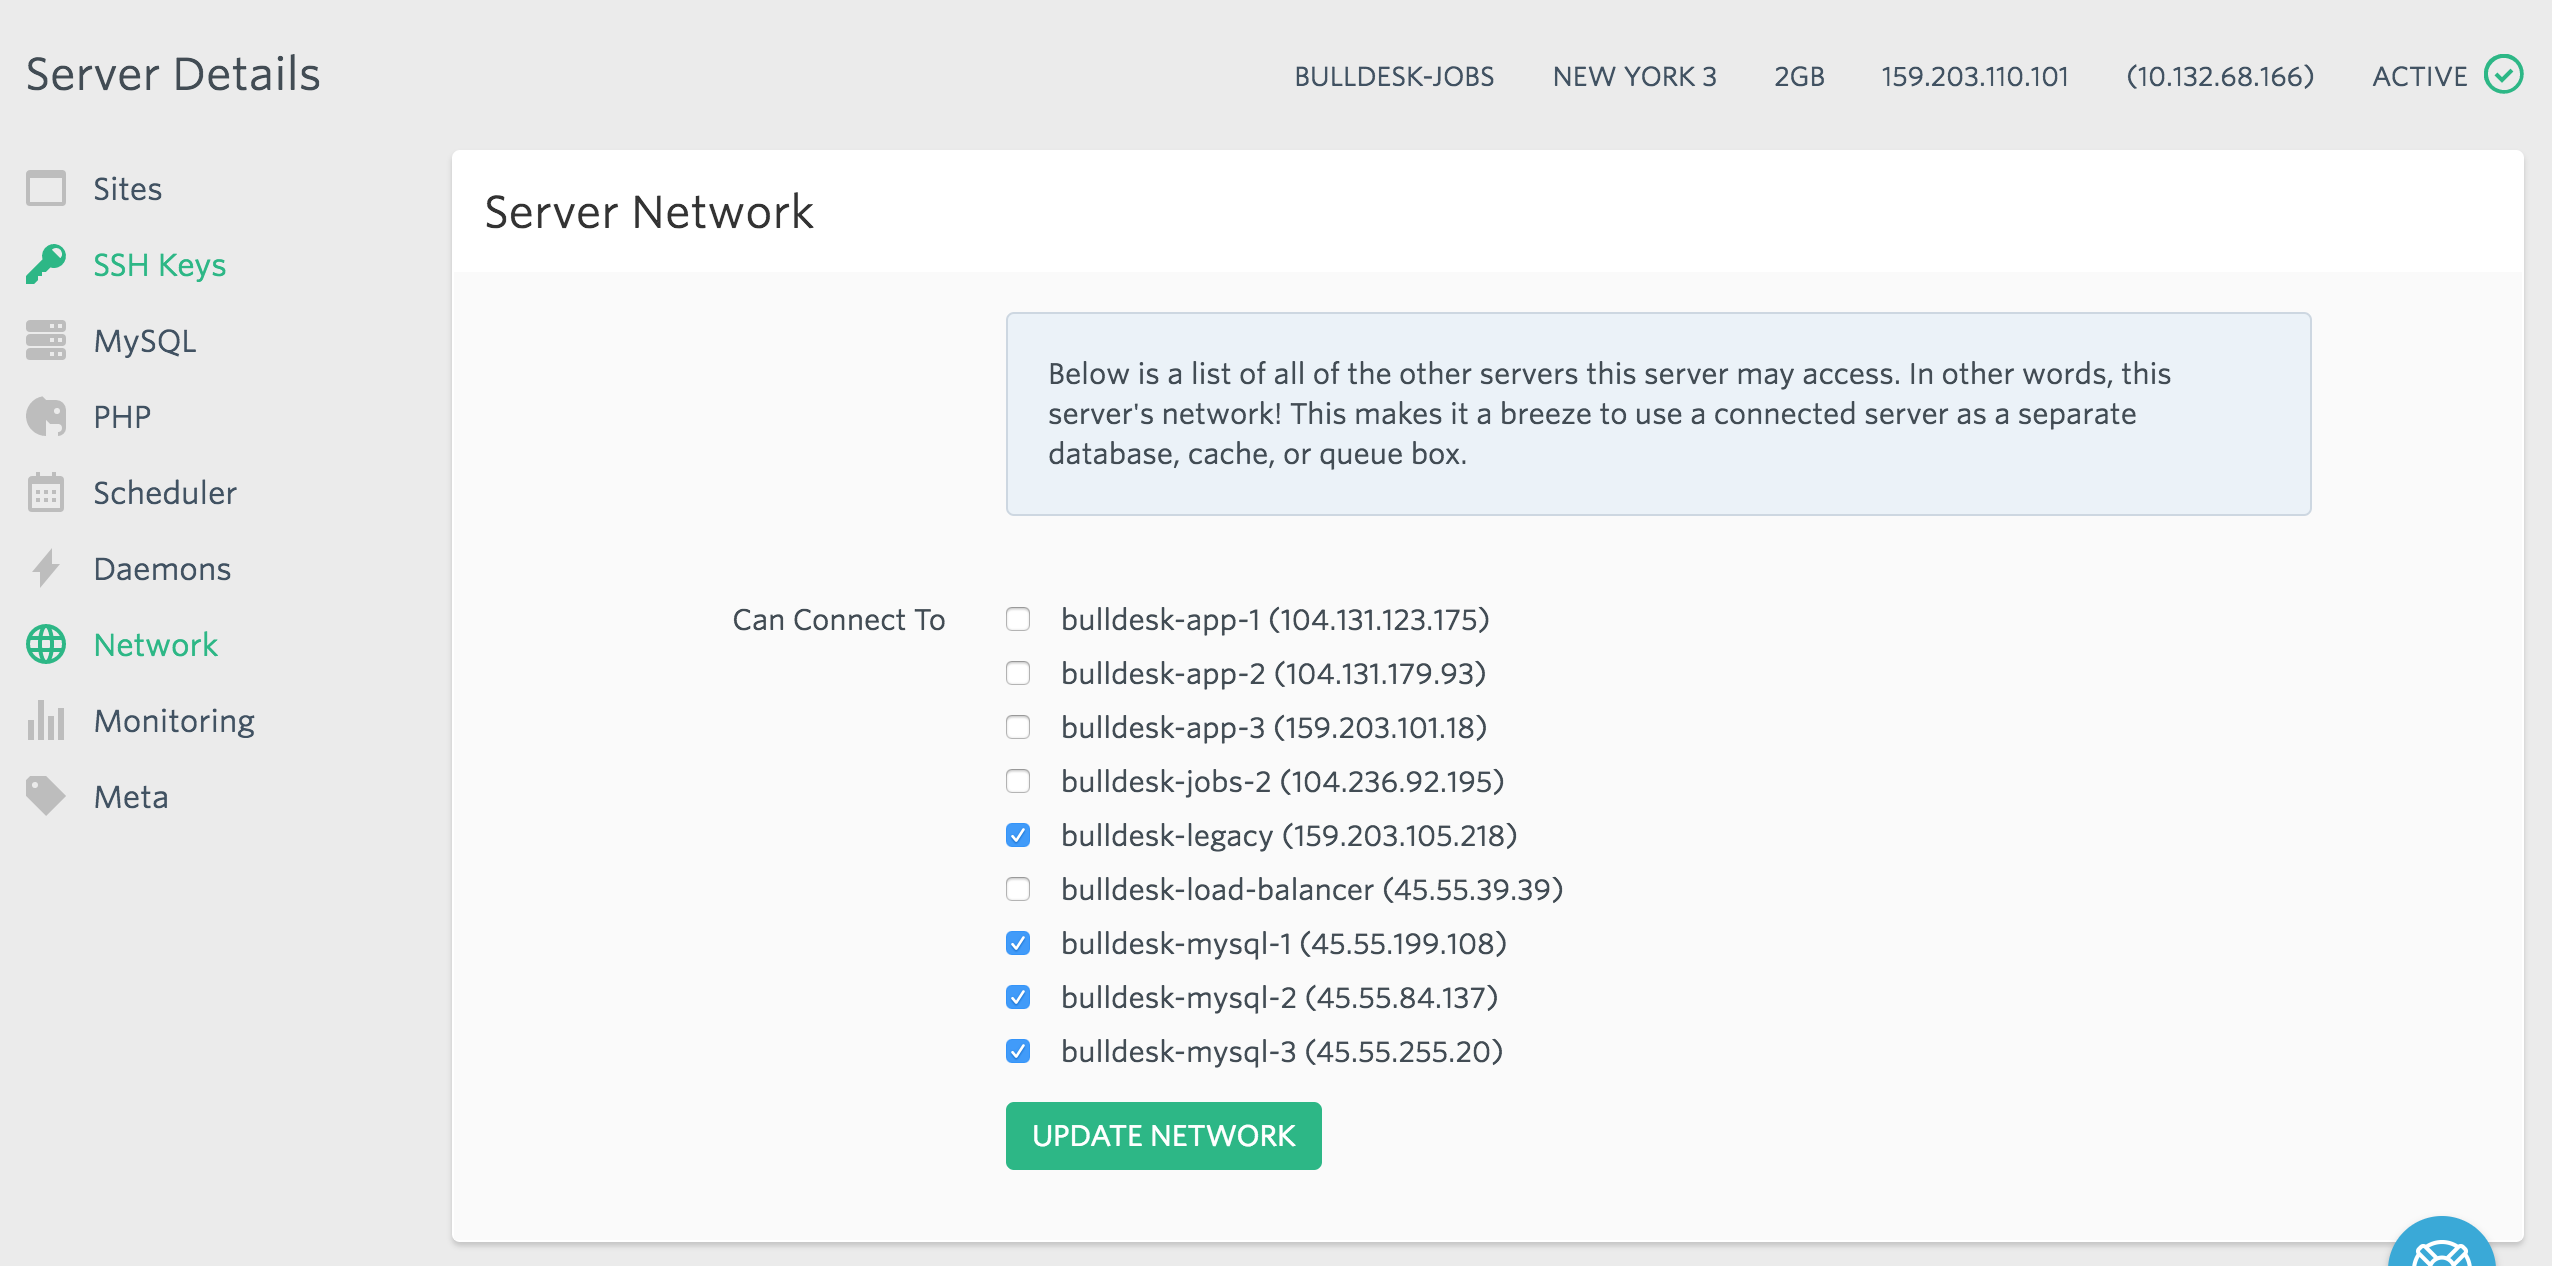 Server Details
BULLDESK-JOBS NEW YORK 3 2GB 159.203.110.101 (10.132.68.166) ACTIVE
Sites
SSH Keys
MySQL
PHP
Scheduler
Daemons
Network
Monitoring
Meta
Server Network
Below is a list of all of the other servers this server may access. In other words, this
server's network! This makes it a breeze to use a connected server as a separate
database, cache, or queue box.
Can Connect To
bulldesk-app-1 (104.131.123.175)
bulldesk-app-2 (104.131.179.93)
bulldesk-app-3 (159.203.101.18)
bulldesk-jobs-2 (104.236.92.195)
bulldesk-legacy (159.203.105.218)
bulldesk-load-balancer (45.55.39.39)
bulldesk-mysql-1 (45.55.199.108)
bulldesk-mysql-2 (45.55.84.137)
bulldesk-mysql-3 (45.55.255.20)
UPDATE NETWORK